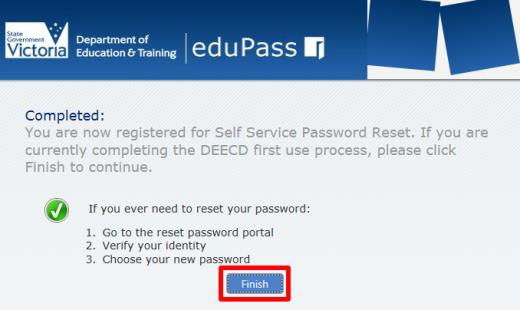 State
Government
Victoria
Department of
Education & Training
eduPass
Completed:
You are now registered for Self Service Password Reset. If you are
currently completing the DEECD first use process, please click
Finish to continue.
If you ever need to reset your password:
1. Go to the reset password portal
2. Verify your identity
3. Choose your new password
Finish